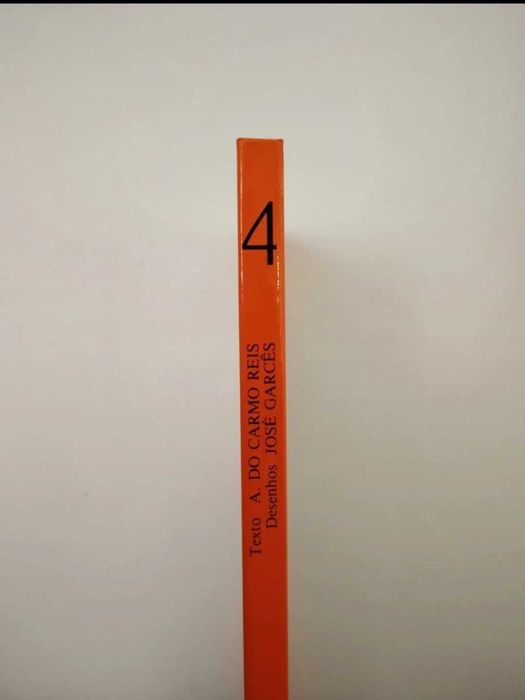 4
Texto A. DO CARMO REIS
Desenhos JOSÉ GARCÊS